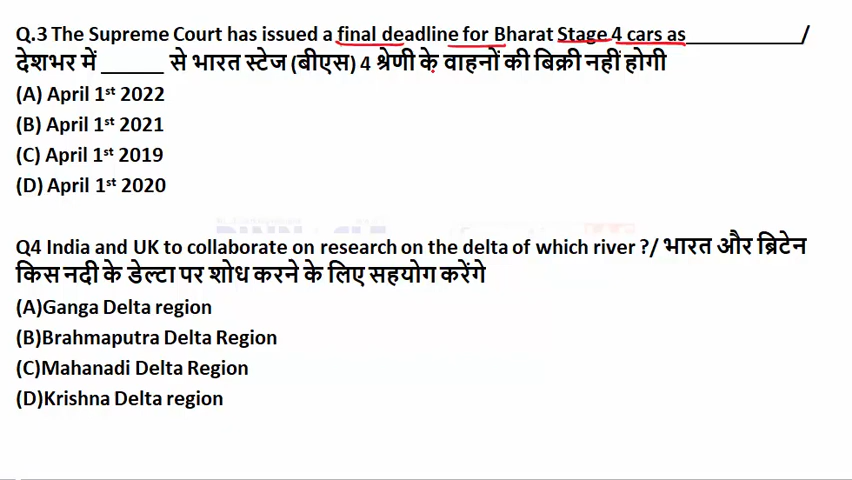 Q.3 The Supreme Court has issued a final deadline for Bharat Stage 4 cars as___________/
देशभर में ______ से भारत स्टेज (बीएस) 4 श्रेणी के वाहनों की बिक्री नहीं होगी
(A) April 1st 2022
(B) April 1st 2021
(C) April 1st 2019
(D) April 1st 2020
Q4 India and UK to collaborate on research on the delta of which river ?/ भारत और ब्रिटेन
किस नदी के डेल्टा पर शोध करने के लिए सहयोग करेंगे
(A)Ganga Delta region
(B)Brahmaputra Delta Region
(C)Mahanadi Delta Region
(D)Krishna Delta region